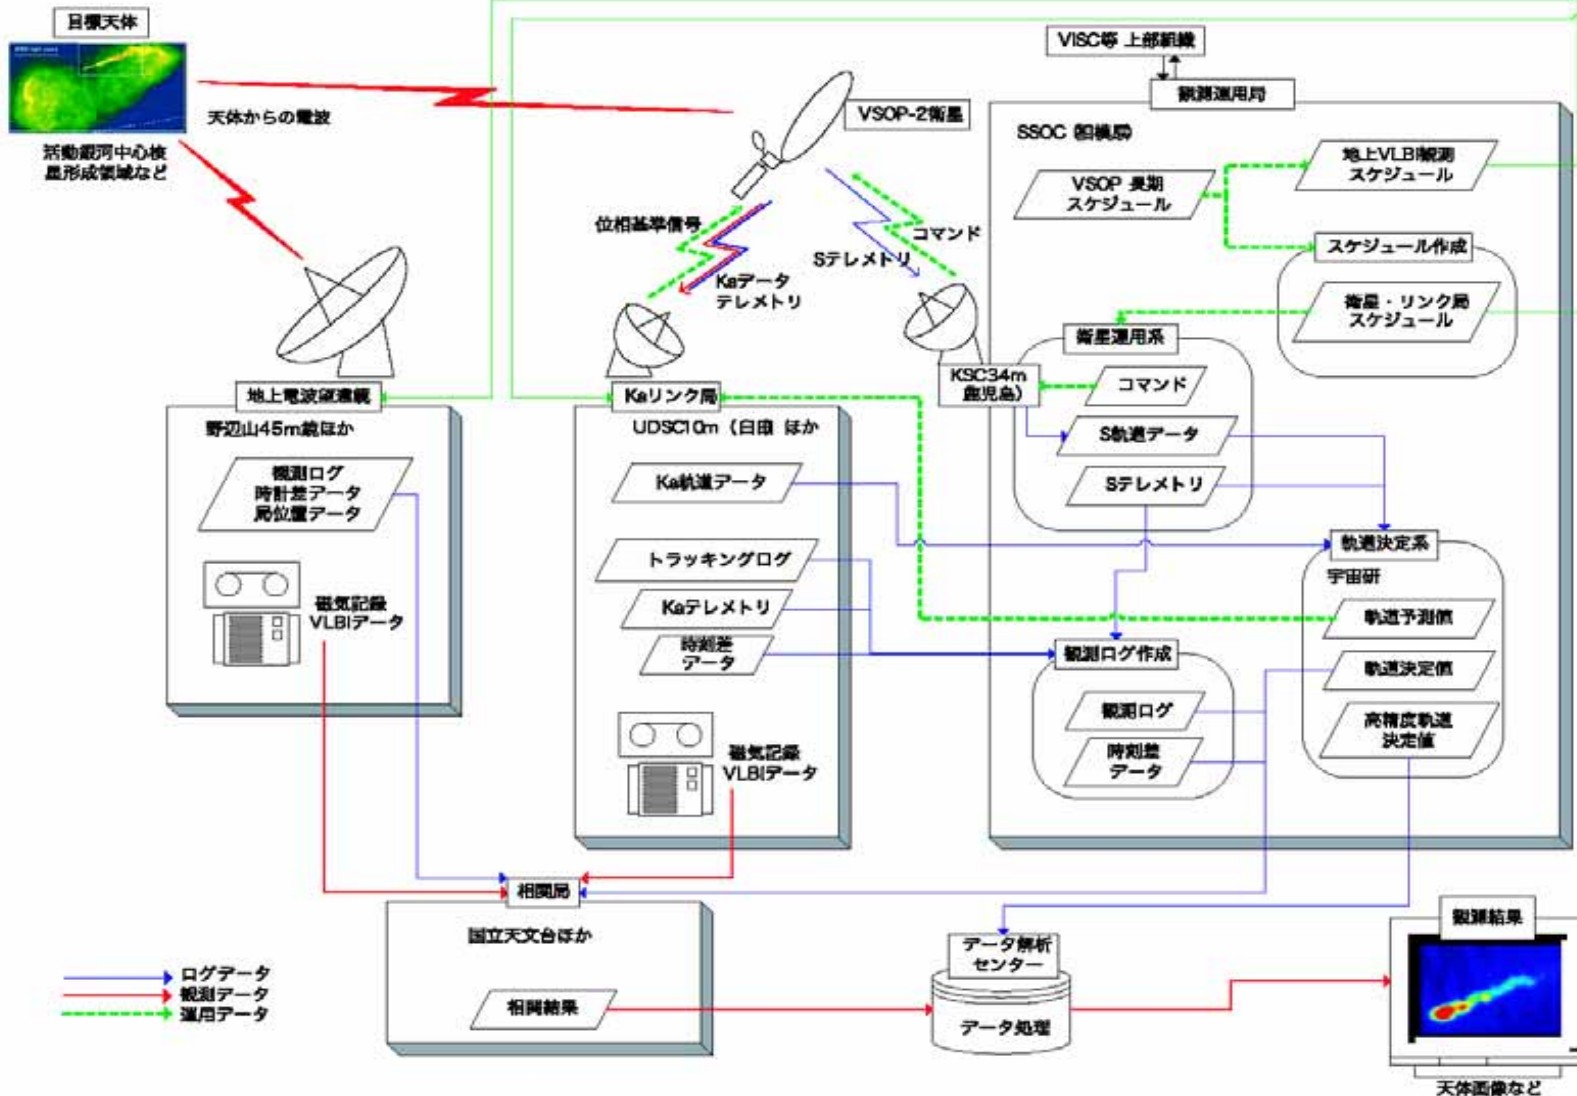 目標天体
天体からの電波
活動銀河中心核
星形成領域など
VSOP-2衛星
位相基準信号
Kaデータ
テレメトリ
Sテレメトリ
コマンド
VISC等 上部組織
観測運用局
SSOC (相模原)
VSOP 長期
スケジュール
地上VLBI観測
スケジュール
スケジュール作成
衛星・リンク局
スケジュール
衛星運用系
KSC34m
鹿児島)
コマンド
S軌道データ
Sテレメトリ
軌道決定系
宇宙研
軌道予測値
軌道決定値
高精度軌道
決定値
観測ログ作成
観測ログ
時刻差
データ
地上電波望遠鏡
野辺山45m鏡ほか
観測ログ
時計差データ
局位置データ
磁気記録
VLBIデータ
Kaリンク局
UDSC10m (臼田 ほか
Ka軌道データ
トラッキングログ
Kaテレメトリ
時刻差
データ
磁気記録
VLBIデータ
相関局
国立天文台ほか
相関結果
データ解析
センター
データ処理
観測結果
天体画像など
ログデータ
観測データ
運用データ